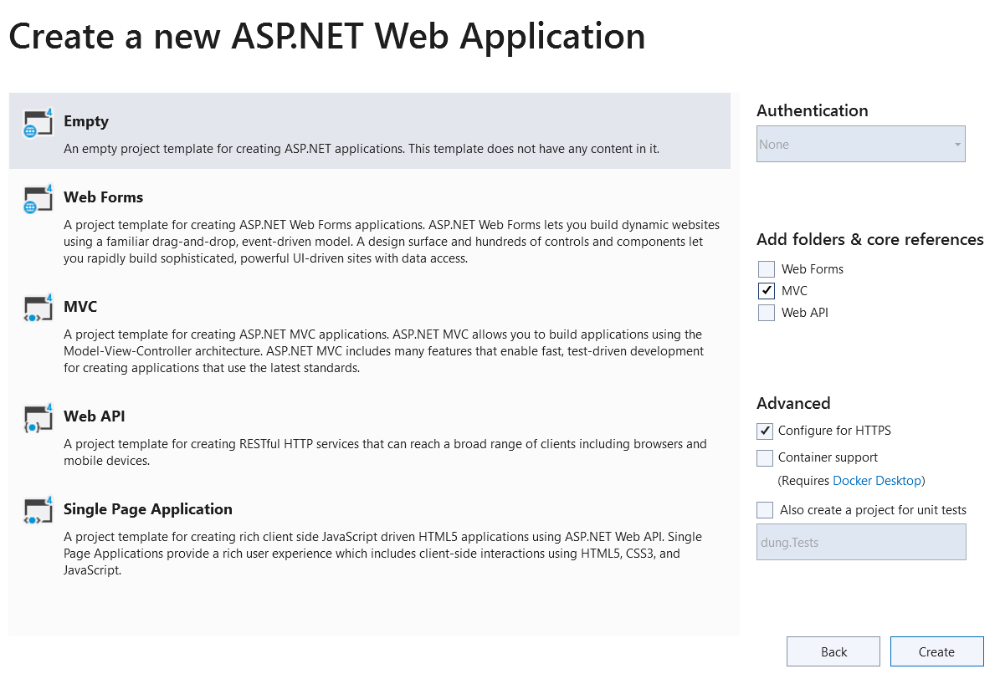 Create a new ASP.NET Web Application
Empty
An empty project template for creating ASP.NET applications. This template does not have any content in it.
Web Forms
A project template for creating ASP.NET Web Forms applications. ASP.NET Web Forms lets you build dynamic websites
using a familiar drag-and-drop, event-driven model. A design surface and hundreds of controls and components let
you rapidly build sophisticated, powerful UI-driven sites with data access.
MVC
A project template for creating ASP.NET MVC applications. ASP.NET MVC allows you to build applications using the
Model-View-Controller architecture. ASP.NET MVC includes many features that enable fast, test-driven development
for creating applications that use the latest standards.
Web API
A project template for creating RESTful HTTP services that can reach a broad range of clients including browsers and
mobile devices.
Single Page Application
A project template for creating rich client side JavaScript driven HTML5 applications using ASP.NET Web API. Single
Page Applications provide a rich user experience which includes client-side interactions using HTML5, CSS3, and
JavaScript.
Authentication
None
Add folders & core references
Web Forms
MVC
Web API
Advanced
Configure for HTTPS
Container support
(Requires Docker Desktop)
Also create a project for unit tests
dung.Tests
Back
Create